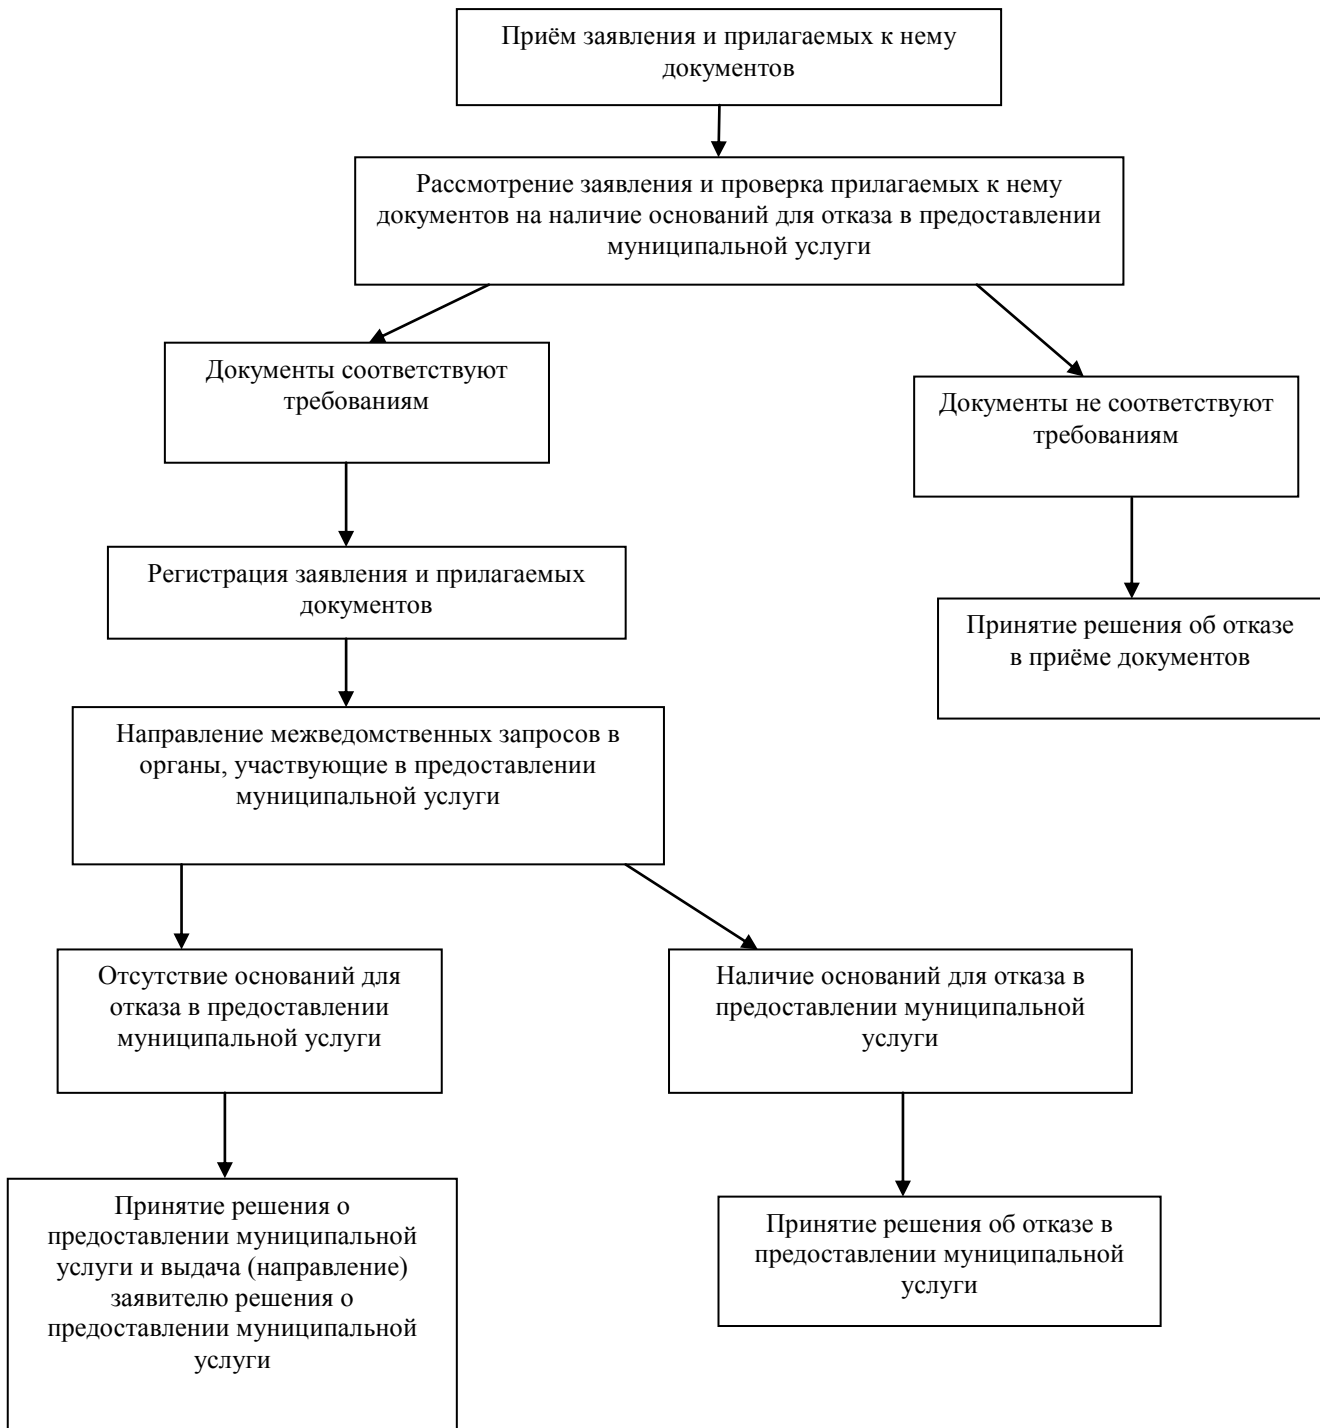 Приём заявления и прилагаемых к нему
документов
Рассмотрение заявления и проверка прилагаемых к нему
документов на наличие оснований для отказа в предоставлении
муниципальной услуги
Документы соответствуют
требованиям
Документы не соответствуют
требованиям
Регистрация заявления и прилагаемых
документов
Принятие решения об отказе
в приёме документов
Направление межведомственных запросов в
органы, участвующие в предоставлении
муниципальной услуги
Отсутствие оснований для
отказа в предоставлении
муниципальной услуги
Наличие оснований для отказа в
предоставлении муниципальной
услуги
Принятие решения о
предоставлении муниципальной
услуги и выдача (направление)
заявителю решения о
предоставлении муниципальной
услуги
Принятие решения об отказе в
предоставлении муниципальной
услуги